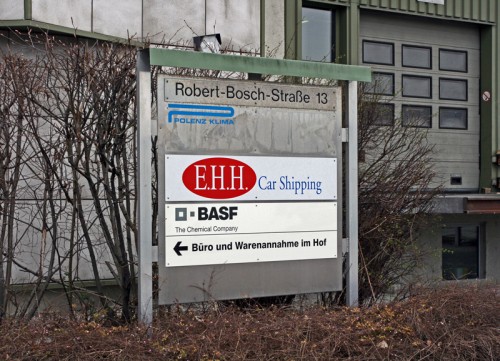 Robert-Bosch-Straße 13
POLENZ KLIMA
E.H.H. Car Shipping
BASF
The Chemical Company
Büro und Warenannahme im Hof